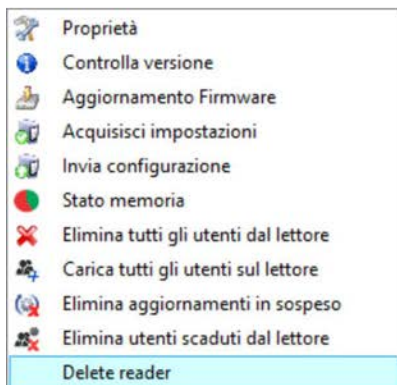 Proprietà
Controlla versione
Aggiornamento Firmware
Acquisisci impostazioni
Invia configurazione
Stato memoria
Elimina tutti gli utenti dal lettore
Carica tutti gli utenti sul lettore
Elimina aggiornamenti in sospeso
Elimina utenti scaduti dal lettore
Delete reader